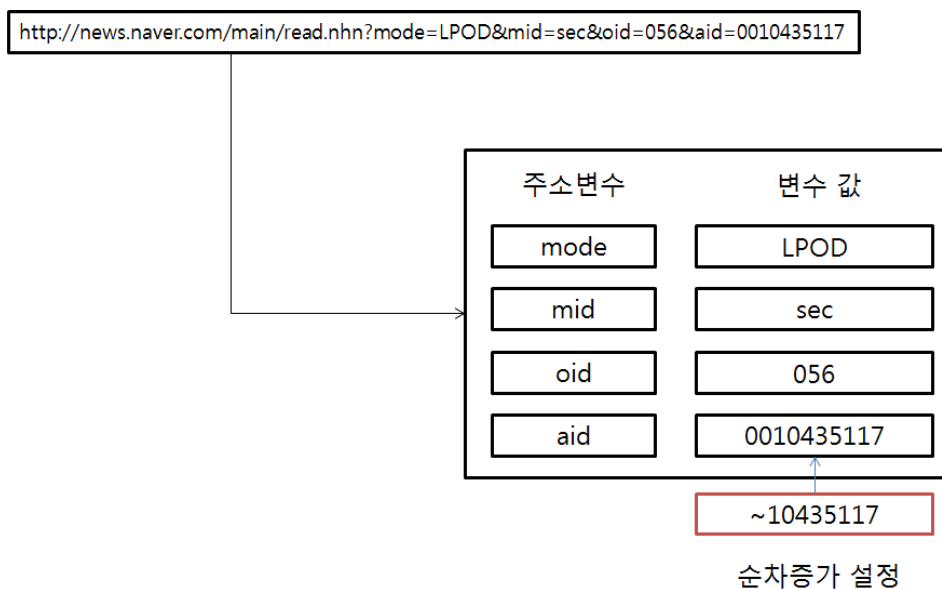 http://news.naver.com/main/read.nhn?mode=LPOD&mid=sec&oid=056&aid=0010435117
주소변수 변수 값
mode LPOD
mid sec
oid 056
aid 0010435117
~10435117
순차증가 설정